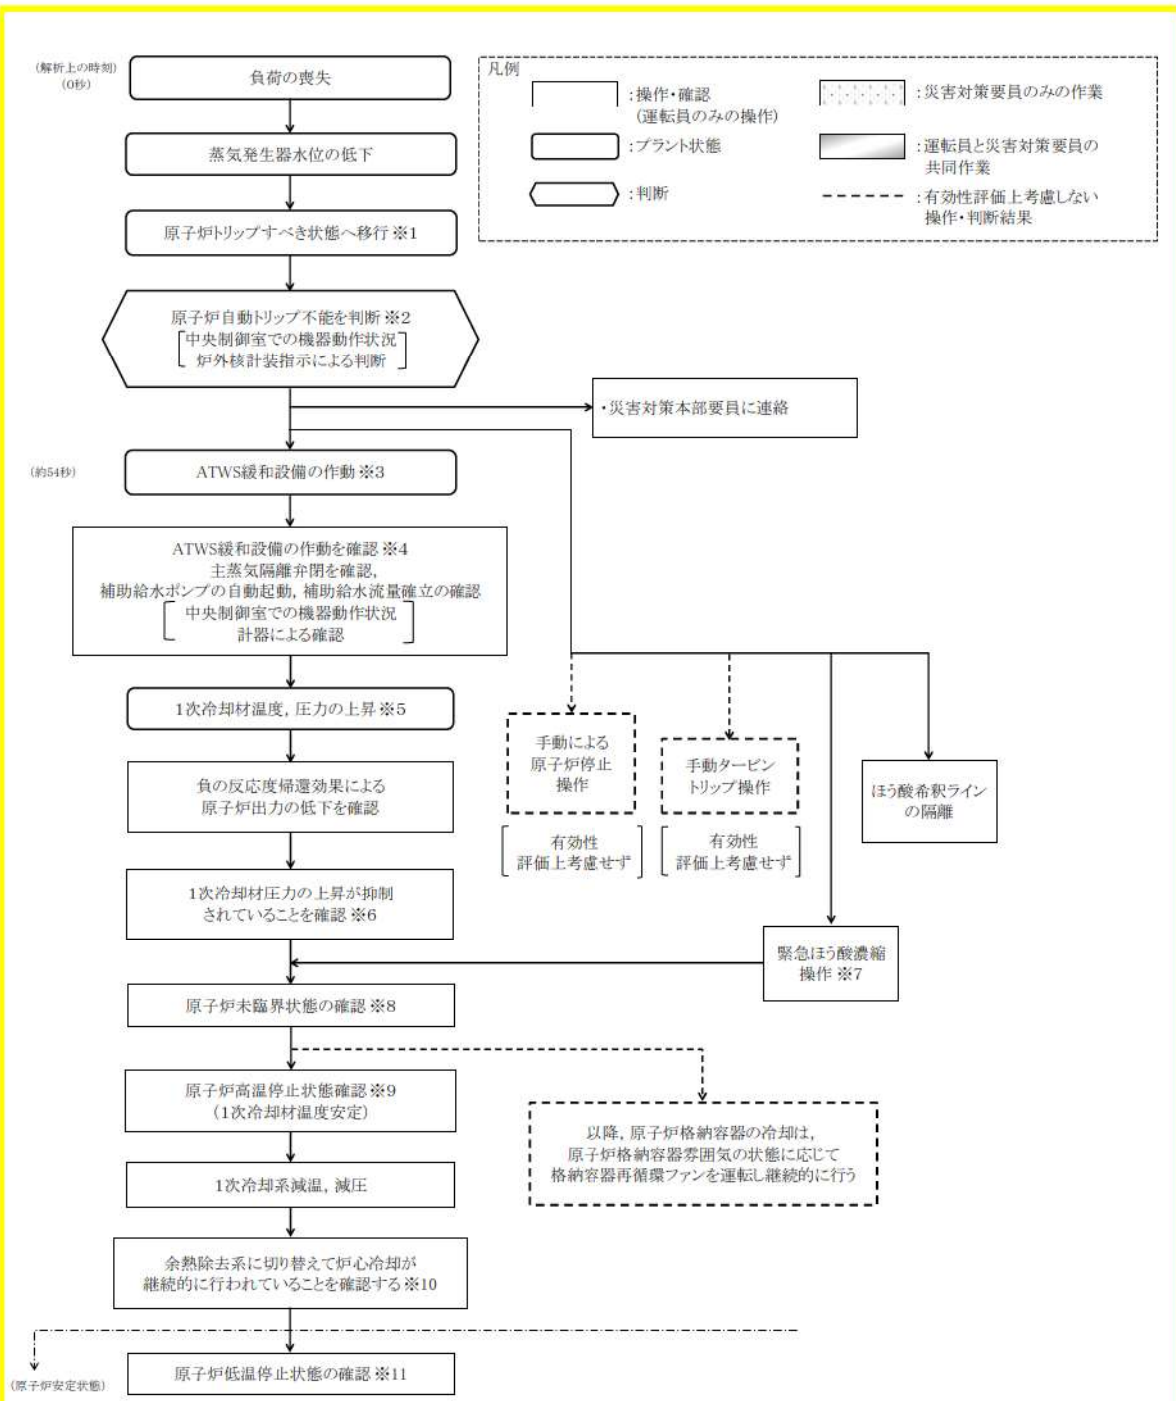 (解析上の時刻)
(0秒)
負荷の喪失
凡例
:操作・確認
(運転員のみの操作)
:プラント状態
:判断
:災害対策要員のみの作業
:運転員と災害対策要員の
共同作業
:有効性評価上考慮しない
操作・判断結果
蒸気発生器水位の低下
原子炉トリップすべき状態へ移行※1
原子炉自動トリップ不能を判断※2
中央制御室での機器動作状況
炉外核計装指示による判断
・災害対策本部要員に連絡
(約54秒)
ATWS緩和設備の作動※3
ATWS緩和設備の作動を確認※4
主蒸気隔離弁閉を確認,
補助給水ポンプの自動起動, 補助給水流量確立の確認
中央制御室での機器動作状況
計器による確認
1次冷却材温度, 圧力の上昇※5
負の反応度帰還効果による
原子炉出力の低下を確認
1次冷却材圧力の上昇が抑制
されていることを確認※6
手動による
原子炉停止
操作
有効性
評価上考慮せず
手動タービン
トリップ操作
有効性
評価上考慮せず
ほう酸希釈ライン
の隔離
緊急ほう酸濃縮
操作※7
原子炉未臨界状態の確認※8
原子炉高温停止状態確認※9
(1次冷却材温度安定)
以降, 原子炉格納容器の冷却は,
原子炉格納容器雰囲気の状態に応じて
格納容器再循環ファンを運転し継続的に行う
1次冷却系減温, 減圧
余熱除去系に切り替えて炉心冷却が
継続的に行われていることを確認する※10
(原子炉安定状態)
原子炉低温停止状態の確認※11